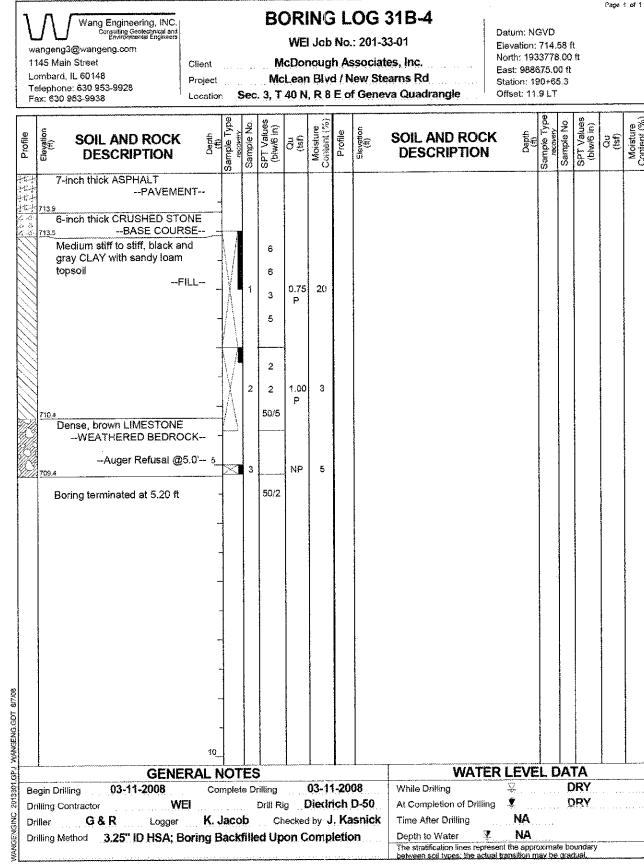 Page 1 of 1
Wang Engineering, INC.
Consulting Geotechnical and
Environmental Engineers
wangeng3@wangeng.com
1145 Main Street
Lombard, IL 60148
Telephone: 630 953-9928
Fax: 630 953-9938
BORING LOG 31B-4
WEI Job No.: 201-33-01
Client McDonough Associates, Inc.
Project McLean Blvd / New Stearns Rd
Location Sec. 3, T 40 N, R 8 E of Geneva Quadrangle
Datum: NGVD
Elevation: 714.58 ft
North: 1933778.00 ft
East: 988675.00 ft
Station: 190+65.3
Offset: 11.9 LT
Profile
Elevation (ft)
SOIL AND ROCK DESCRIPTION
Depth (ft)
Sample Type
recovery
Sample No.
SPT Values (blw/6 in)
Qu (tsf)
Moisture Content (%)
Profile
Elevation (ft)
SOIL AND ROCK DESCRIPTION
Depth (ft)
Sample Type
recovery
Sample No.
SPT Values (blw/6 in)
Qu (tsf)
Moisture Content (%)
7-inch thick ASPHALT
--PAVEMENT--
713.9
6-inch thick CRUSHED STONE
--BASE COURSE--
713.5
Medium stiff to stiff, black and
gray CLAY with sandy loam
topsoil
--FILL--
6
6
1 3 0.75 P 20
5
2
2 2 1.00 P 3
50/5
710.4
Dense, brown LIMESTONE
--WEATHERED BEDROCK--
--Auger Refusal @5.0'-- 5
709.4
3 NP 5
Boring terminated at 5.20 ft
50/2
10
WANGENGINC 2013301.GPJ WANGENG.GDT 8/7/08
GENERAL NOTES
Begin Drilling 03-11-2008 Complete Drilling 03-11-2008
Drilling Contractor WEI Drill Rig Diedrich D-50
Driller G & R Logger K. Jacob Checked by J. Kasnick
Drilling Method 3.25" ID HSA; Boring Backfilled Upon Completion
WATER LEVEL DATA
While Drilling DRY
At Completion of Drilling DRY
Time After Drilling NA
Depth to Water NA
The stratification lines represent the approximate boundary
between soil types; the actual transition may be gradual.